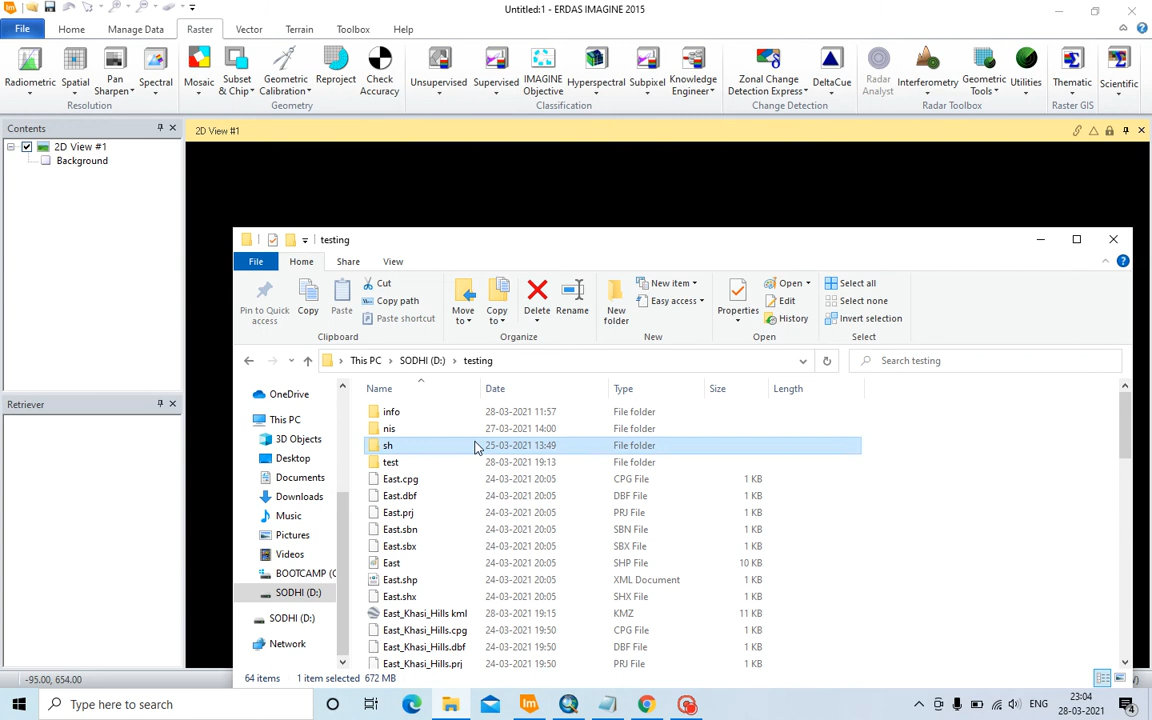 Untitled:1 - ERDAS IMAGINE 2015
File Home Manage Data Raster Vector Terrain Toolbox Help
Radiometric Spatial Pan Sharpen Spectral Mosaic Subset & Chip Geometric Calibration Reproject Check Accuracy Unsupervised Supervised IMAGINE Objective Hyperspectral Subpixel Knowledge Engineer Zonal Change Detection Express DeltaCue Radar Analyst Interferometry Geometric Tools Utilities Thematic Scientific
Resolution Geometry Classification Change Detection Radar Toolbox Raster GIS
Contents 2D View #1
2D View #1
Background
Retriever
-95.00, 654.00
testing
File Home Share View
Pin to Quick access Copy Paste Cut Copy path Paste shortcut Move to Copy to Delete Rename New folder New item Easy access Properties Open Edit History Select all Select none Invert selection
Clipboard Organize New Open Select
This PC > SODHI (D:) > testing Search testing
OneDrive
This PC
3D Objects
Desktop
Documents
Downloads
Music
Pictures
Videos
BOOTCAMP (C
SODHI (D:)
SODHI (D:)
Network
Name Date Type Size Length
info 28-03-2021 11:57 File folder
nis 27-03-2021 14:00 File folder
sh 25-03-2021 13:49 File folder
test 28-03-2021 19:13 File folder
East.cpg 24-03-2021 20:05 CPG File 1 KB
East.dbf 24-03-2021 20:05 DBF File 1 KB
East.prj 24-03-2021 20:05 PRJ File 1 KB
East.sbn 24-03-2021 20:05 SBN File 1 KB
East.sbx 24-03-2021 20:05 SBX File 1 KB
East 24-03-2021 20:05 SHP File 10 KB
East.shp 24-03-2021 20:05 XML Document 1 KB
East.shx 24-03-2021 20:05 SHX File 1 KB
East_Khasi_Hills kml 28-03-2021 19:15 KMZ 11 KB
East_Khasi_Hills.cpg 24-03-2021 19:50 CPG File 1 KB
East_Khasi_Hills.dbf 24-03-2021 19:50 DBF File 1 KB
East_Khasi_Hills.prj 24-03-2021 19:50 PRJ File 1 KB
64 items 1 item selected 672 MB
Type here to search
ENG
23:04
28-03-2021
4